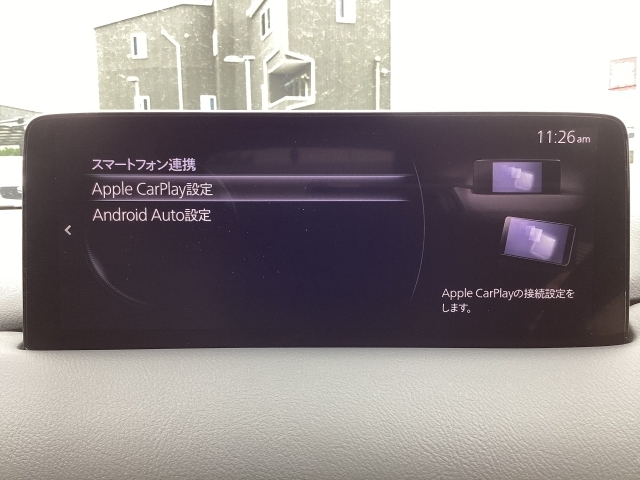 11:26 am
スマートフォン連携
Apple CarPlay設定
Android Auto設定
Apple CarPlayの接続設定を
します。